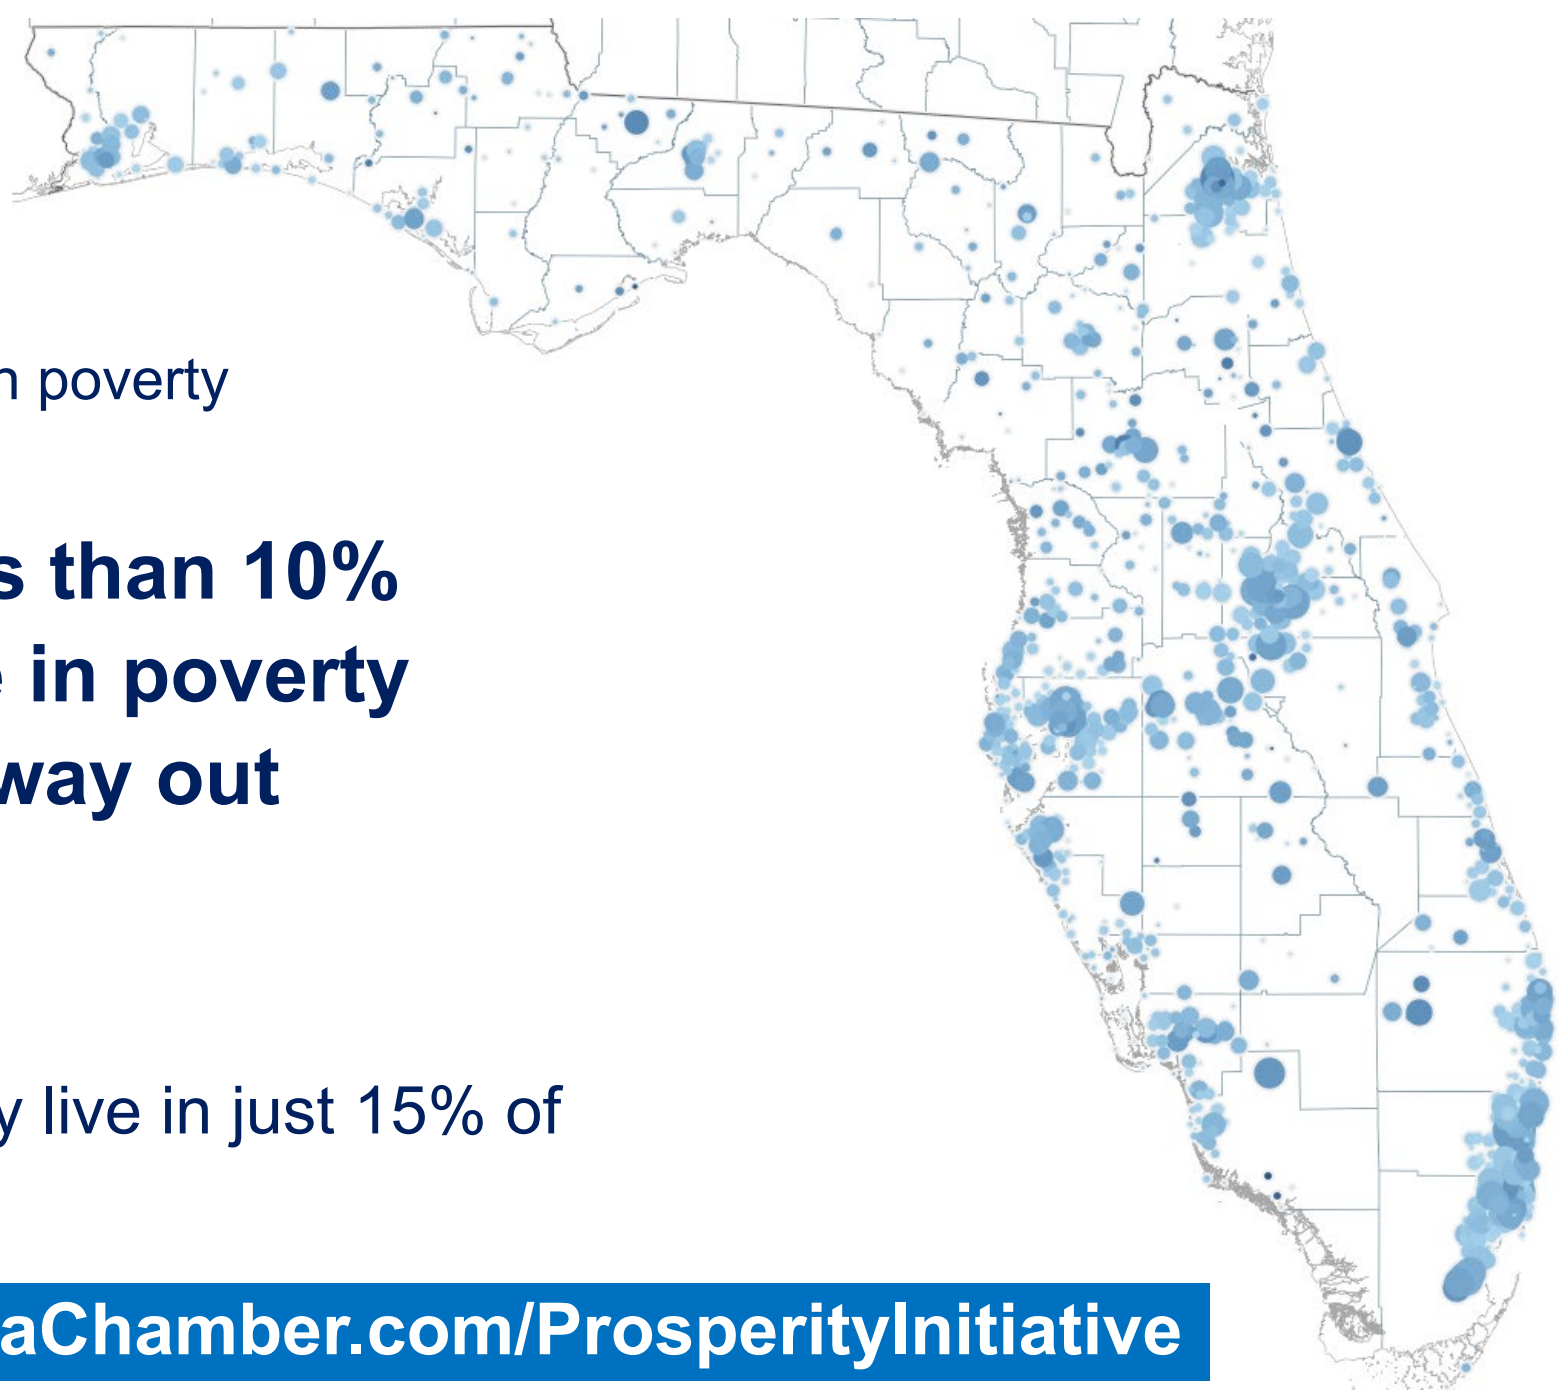 n poverty
s than 10%
e in poverty
way out
y live in just 15% of
aChamber.com/ProsperityInitiative